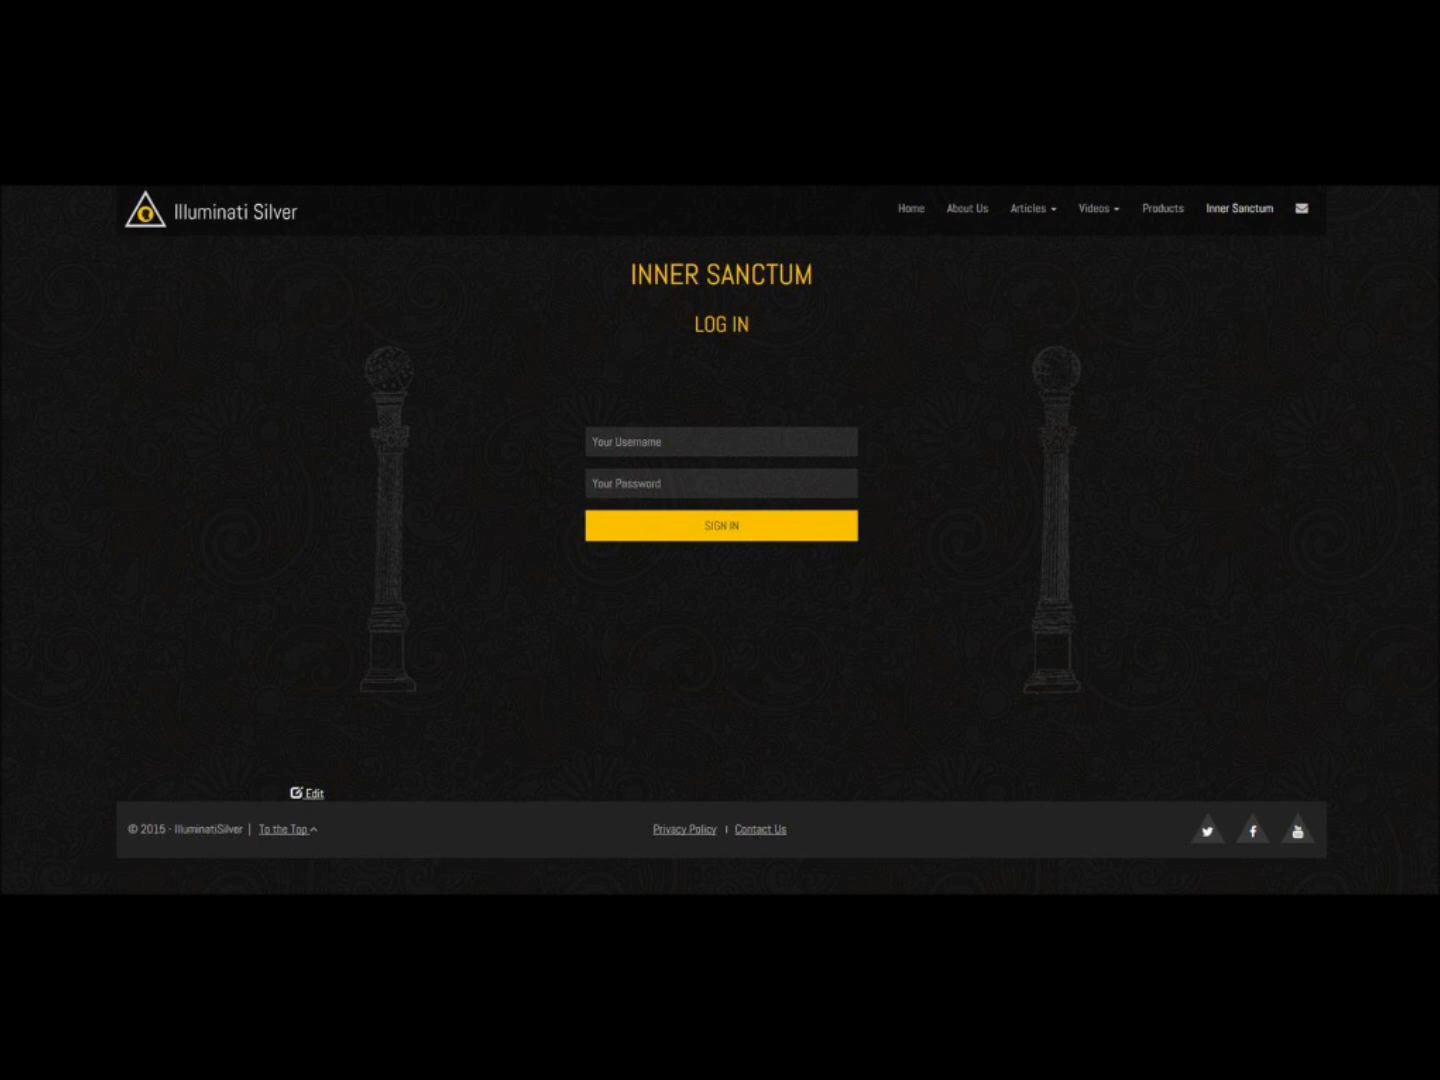 Illuminati Silver
Home About Us Articles Videos Products Inner Sanctum
INNER SANCTUM
LOG IN
Your Username
Your Password
SIGN IN
Edit
© 2015 - IlluminatiSilver | To the Top
Privacy Policy | Contact Us